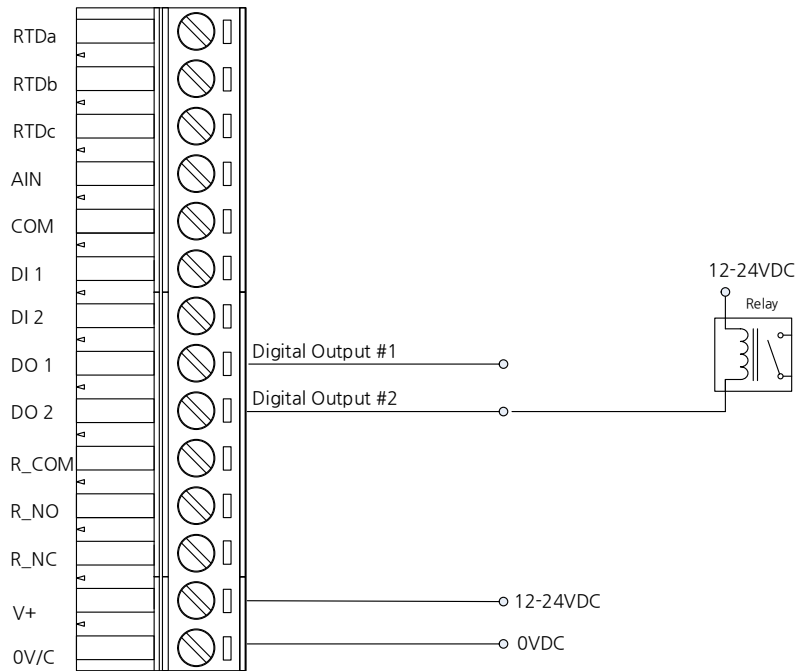 RTDa
RTDb
RTDc
AIN
COM
DI 1
DI 2
DO 1
DO 2
R_COM
R_NO
R_NC
V+
0V/C
Digital Output #1
Digital Output #2
12-24VDC
0VDC
12-24VDC
Relay